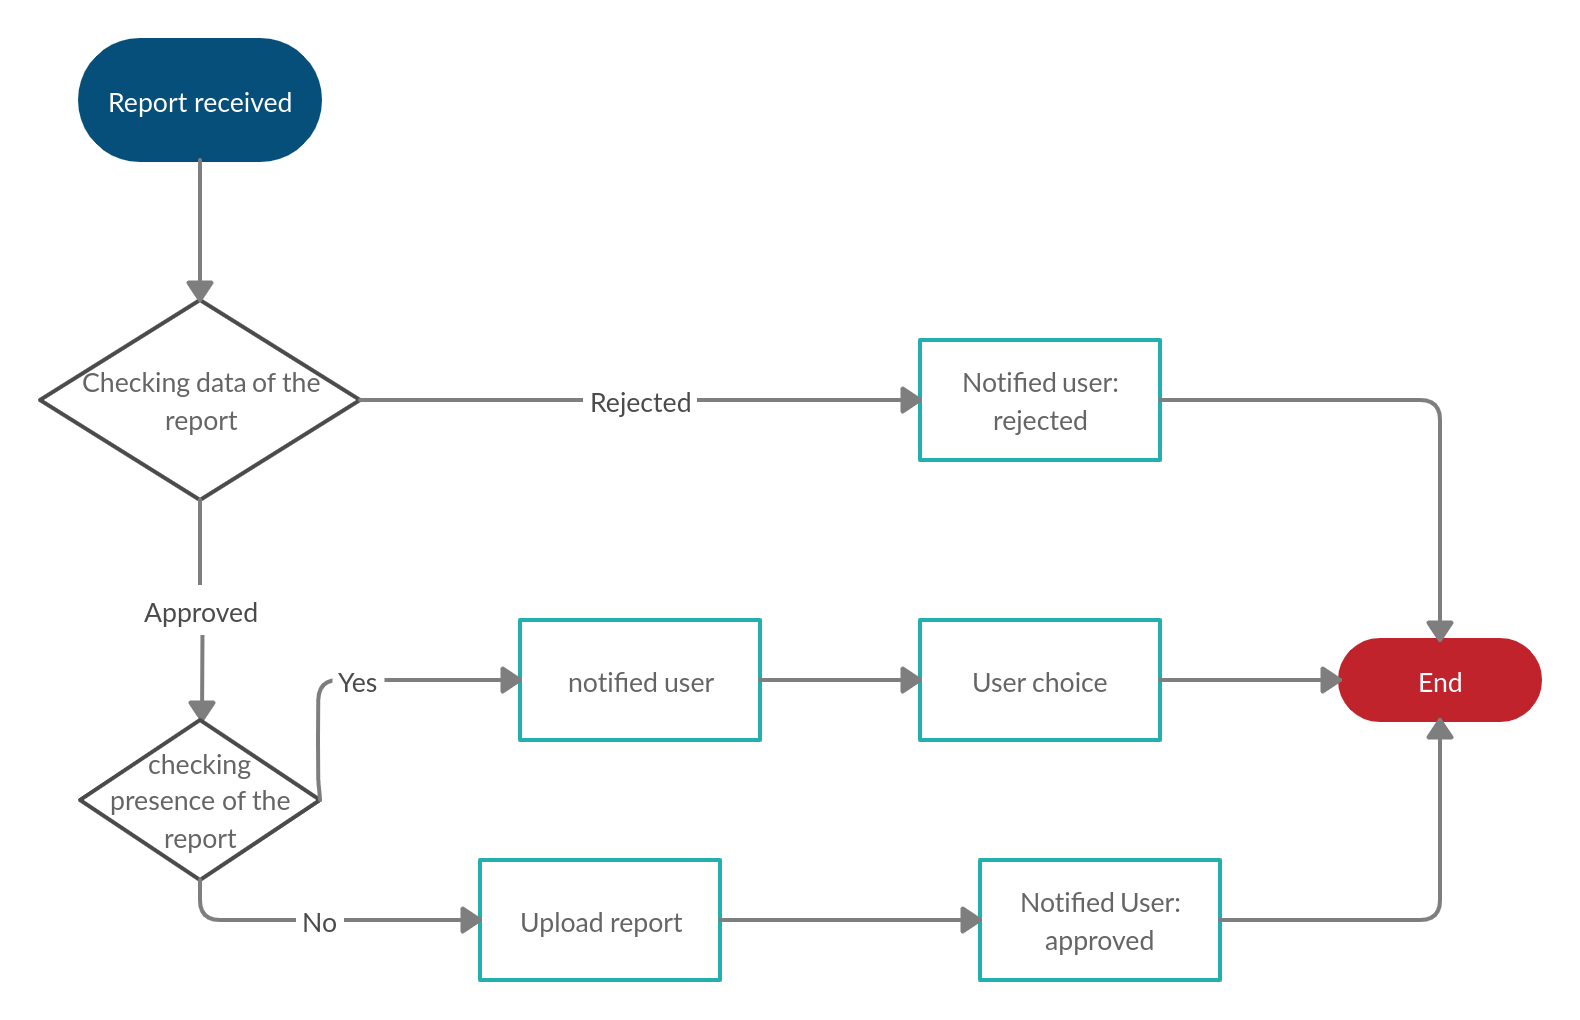 Report received
Checking data of the
report
Rejected
Notified user:
rejected
Approved
Yes
notified user
User choice
End
checking
presence of the
report
No
Upload report
Notified User:
approved